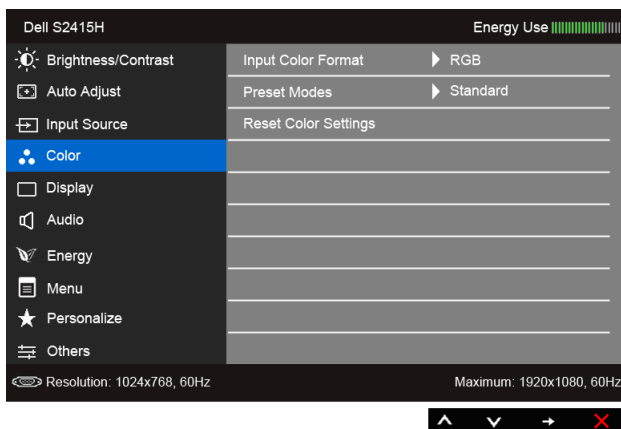 Dell S2415H Energy Use
Brightness/Contrast Input Color Format RGB
Auto Adjust Preset Modes Standard
Input Source Reset Color Settings
Color
Display
Audio
Energy
Menu
Personalize
Others
Resolution: 1024x768, 60Hz Maximum: 1920x1080, 60Hz